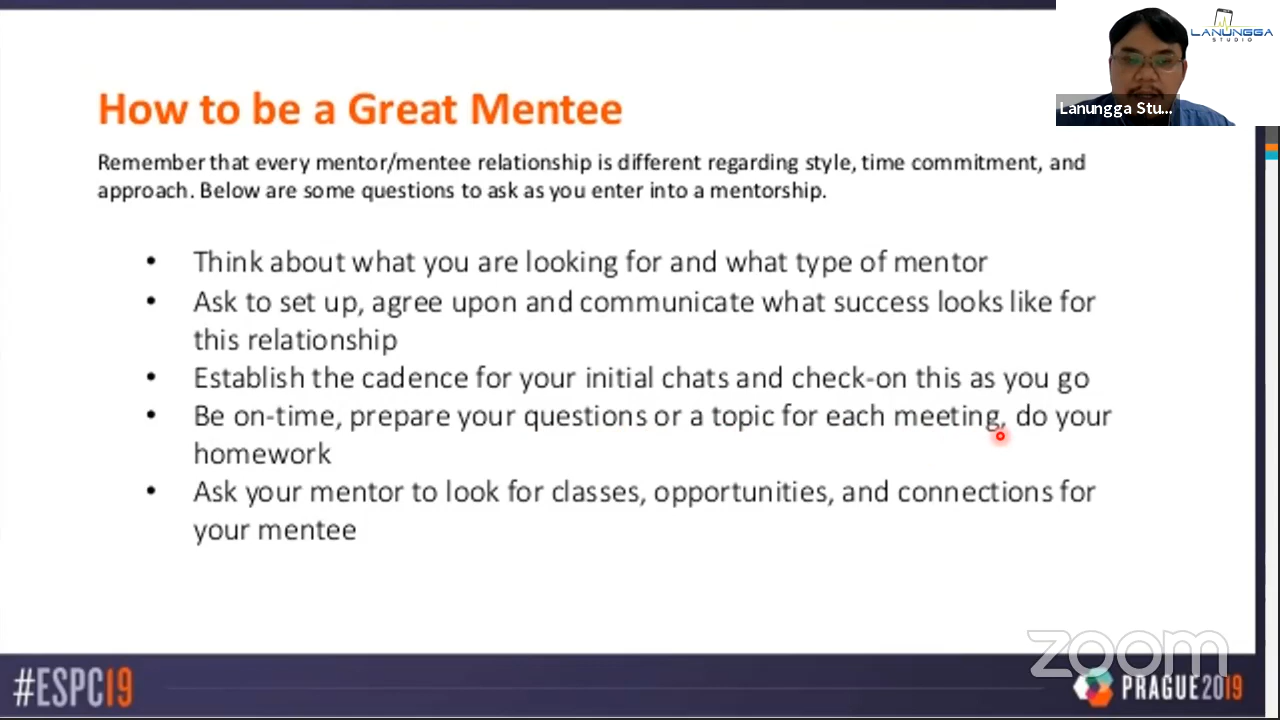 LANUNGGA
STUDIO
Lanungga Stu...
How to be a Great Mentee
Remember that every mentor/mentee relationship is different regarding style, time commitment, and
approach. Below are some questions to ask as you enter into a mentorship.
• Think about what you are looking for and what type of mentor
• Ask to set up, agree upon and communicate what success looks like for
this relationship
• Establish the cadence for your initial chats and check-on this as you go
• Be on-time, prepare your questions or a topic for each meeting, do your
homework
• Ask your mentor to look for classes, opportunities, and connections for
your mentee
zoom
#ESPC19
PRAGUE2019